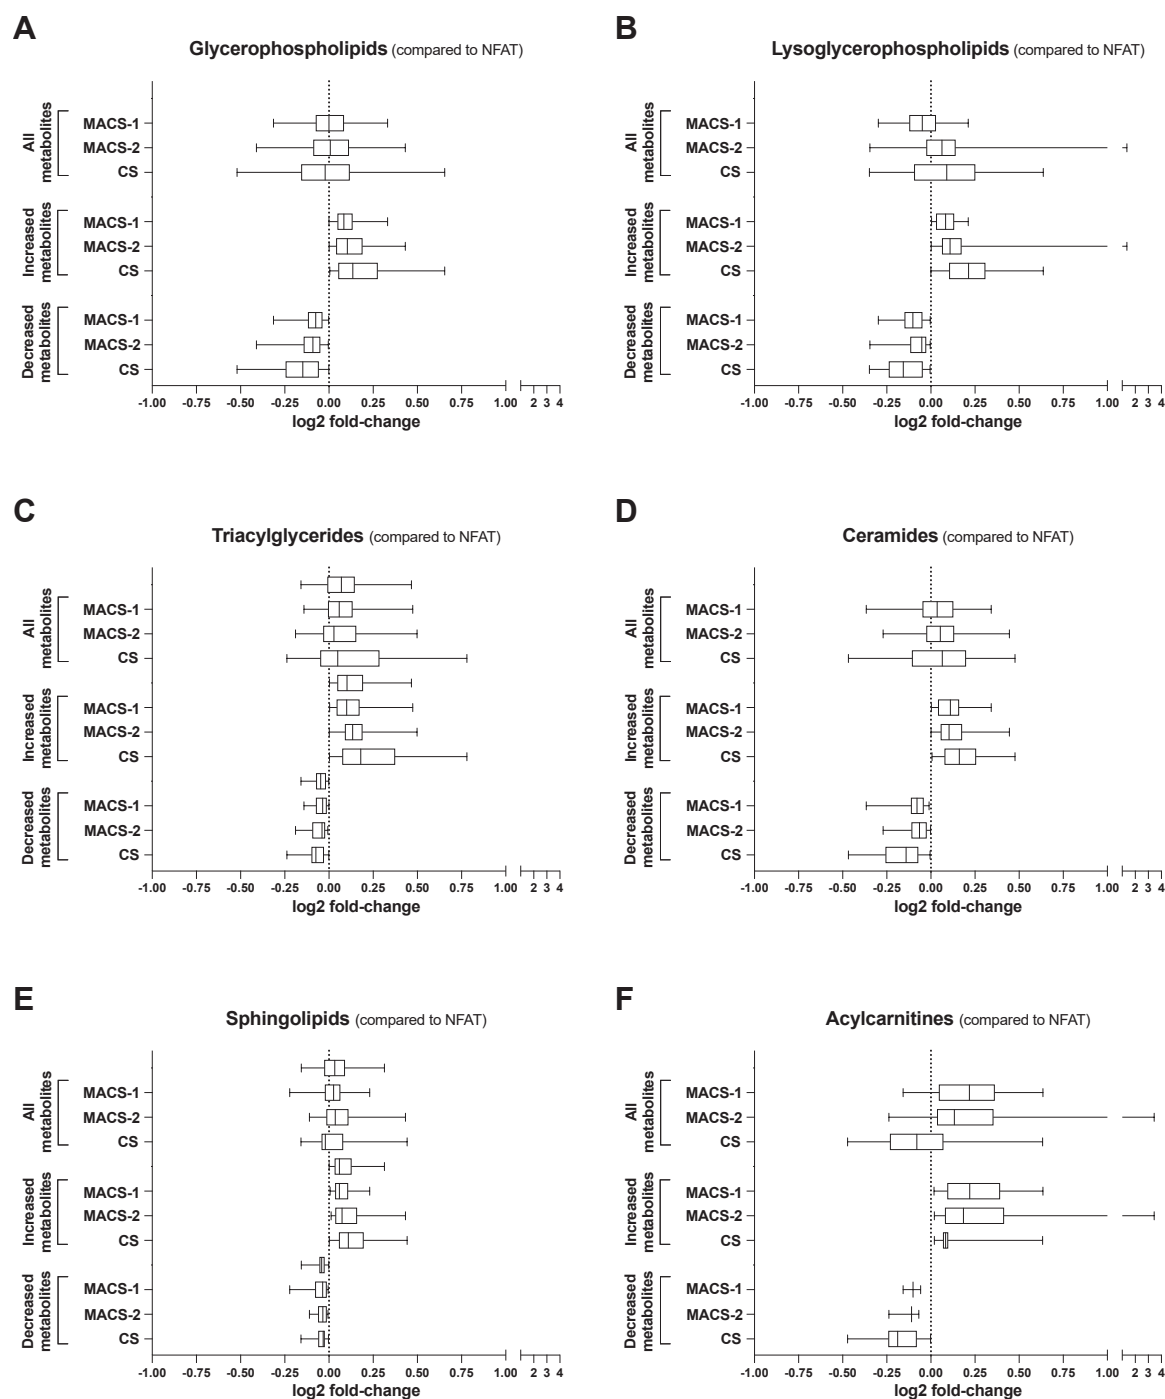 A
Glycerophospholipids (compared to NFAT)
All
metabolites
MACS-1
MACS-2
CS
Increased
metabolites
MACS-1
MACS-2
CS
Decreased
metabolites
MACS-1
MACS-2
CS
-1.00 -0.75 -0.50 -0.25 0.00 0.25 0.50 0.75 1.00 2 3 4
log2 fold-change
B
Lysoglycerophospholipids (compared to NFAT)
All
metabolites
MACS-1
MACS-2
CS
Increased
metabolites
MACS-1
MACS-2
CS
Decreased
metabolites
MACS-1
MACS-2
CS
-1.00 -0.75 -0.50 -0.25 0.00 0.25 0.50 0.75 1.00 2 3 4
log2 fold-change
C
Triacylglycerides (compared to NFAT)
All
metabolites
MACS-1
MACS-2
CS
Increased
metabolites
MACS-1
MACS-2
CS
Decreased
metabolites
MACS-1
MACS-2
CS
-1.00 -0.75 -0.50 -0.25 0.00 0.25 0.50 0.75 1.00 2 3 4
log2 fold-change
D
Ceramides (compared to NFAT)
All
metabolites
MACS-1
MACS-2
CS
Increased
metabolites
MACS-1
MACS-2
CS
Decreased
metabolites
MACS-1
MACS-2
CS
-1.00 -0.75 -0.50 -0.25 0.00 0.25 0.50 0.75 1.00 2 3 4
log2 fold-change
E
Sphingolipids (compared to NFAT)
All
metabolites
MACS-1
MACS-2
CS
Increased
metabolites
MACS-1
MACS-2
CS
Decreased
metabolites
MACS-1
MACS-2
CS
-1.00 -0.75 -0.50 -0.25 0.00 0.25 0.50 0.75 1.00 2 3 4
log2 fold-change
F
Acylcarnitines (compared to NFAT)
All
metabolites
MACS-1
MACS-2
CS
Increased
metabolites
MACS-1
MACS-2
CS
Decreased
metabolites
MACS-1
MACS-2
CS
-1.00 -0.75 -0.50 -0.25 0.00 0.25 0.50 0.75 1.00 2 3 4
log2 fold-change